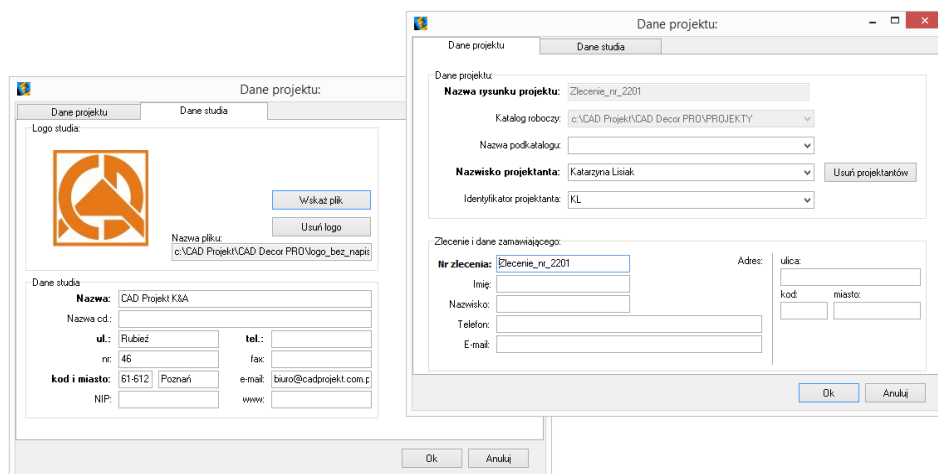 Dane projektu:
Dane projektu Dane studia
Logo studia:
Wskaż plik
Usuń logo
Nazwa pliku:
c:\CAD Projekt\CAD Decor PRO\logo_bez_napis
Dane studia
Nazwa: CAD Projekt K&A
Nazwa cd.:
ul.: Rubież tel.:
nr: 46 fax:
kod i miasto: 61-612 Poznań e-mail: biuro@cadprojekt.com.p
NIP: www:
Ok Anuluj
Dane projektu:
Dane projektu Dane studia
Dane projektu:
Nazwa rysunku projektu: Zlecenie_nr_2201
Katalog roboczy: c:\CAD Projekt\CAD Decor PRO\PROJEKTY
Nazwa podkatalogu:
Nazwisko projektanta: Katarzyna Lisiak Usuń projektantów
Identyfikator projektanta: KL
Zlecenie i dane zamawiającego:
Nr zlecenia: Zlecenie_nr_2201 Adres: ulica:
Imię:
Nazwisko: kod: miasto:
Telefon:
E-mail:
Ok Anuluj